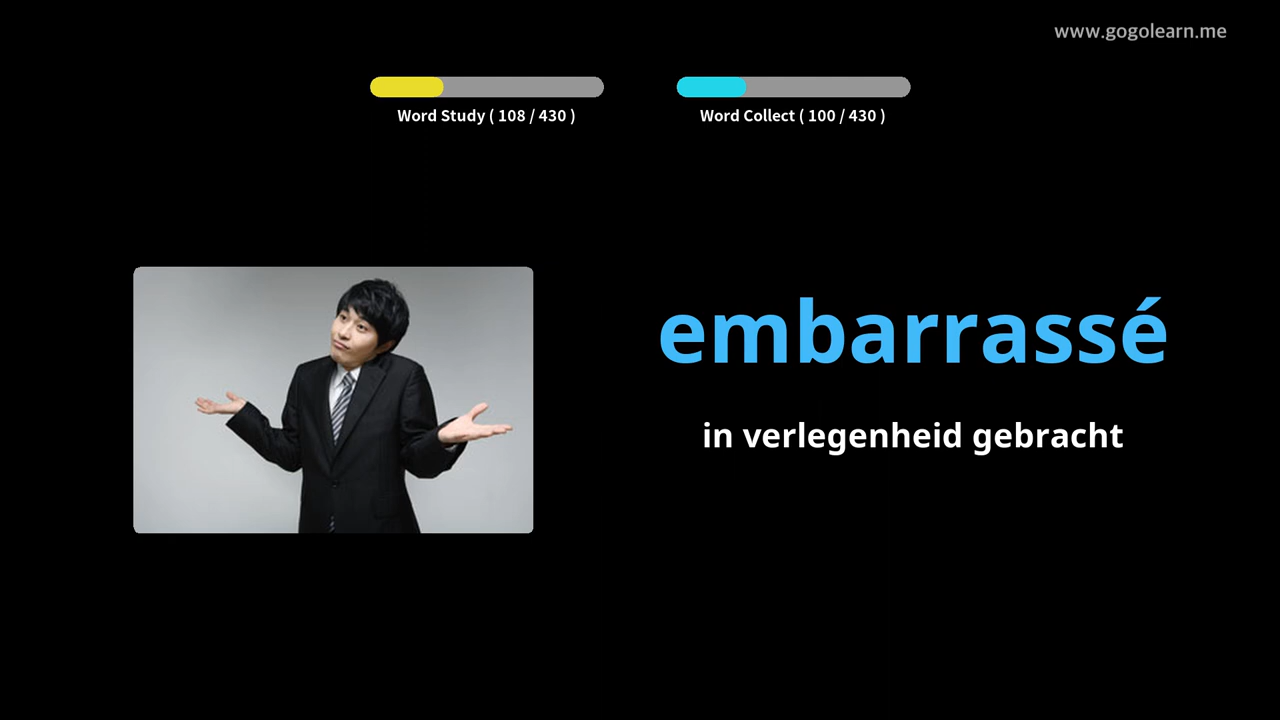 www.gogolearn.me
Word Study ( 108 / 430 )
Word Collect ( 100 / 430 )
embarrassé
in verlegenheid gebracht